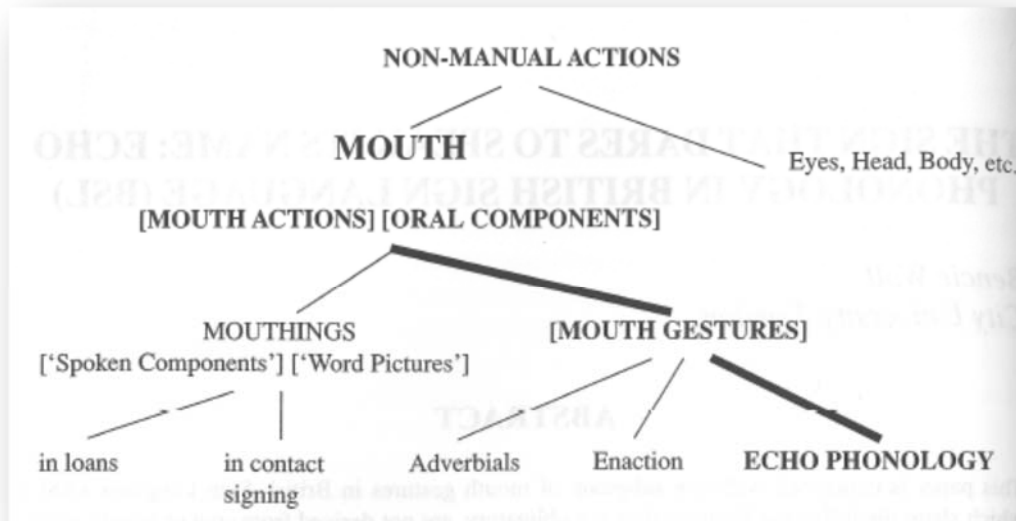 NON-MANUAL ACTIONS
MOUTH
Eyes, Head, Body, etc.
[MOUTH ACTIONS] [ORAL COMPONENTS]
MOUTHINGS
[MOUTH GESTURES]
['Spoken Components'] ['Word Pictures']
in loans
in contact
signing
Adverbials
Enaction
ECHO PHONOLOGY